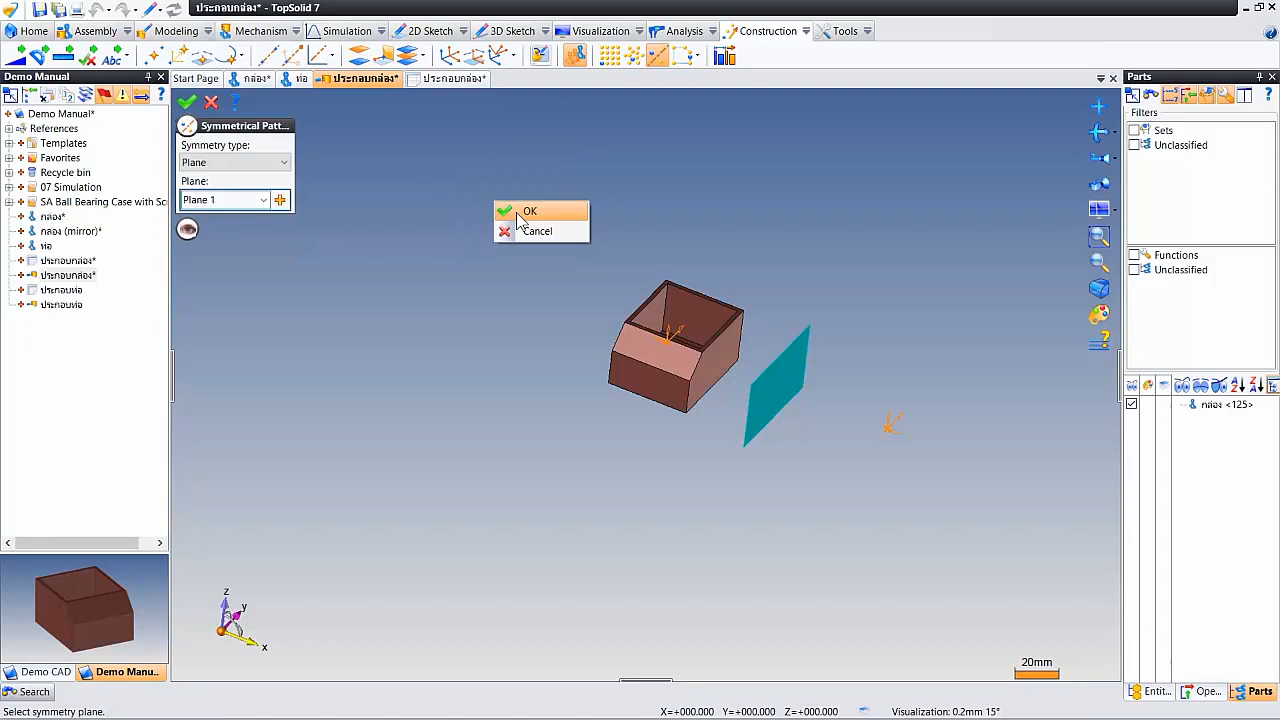 ประกอบกล่อง* - TopSolid 7
Home Assembly Modeling Mechanism Simulation 2D Sketch 3D Sketch Visualization Analysis Construction Tools
Abc
Demo Manual
Start Page กล่อง* ท่อ ประกอบกล่อง* ประกอบกล่อง*
Parts
Demo Manual*
References
Templates
Favorites
Recycle bin
07 Simulation
SA Ball Bearing Case with Sc
กล่อง*
กล่อง (mirror)*
ท่อ
ประกอบกล่อง*
ประกอบกล่อง*
ประกอบท่อ
ประกอบท่อ
Symmetrical Patt...
Symmetry type:
Plane
Plane:
Plane 1
OK
Cancel
z
y
x
20mm
Filters
Sets
Unclassified
Functions
Unclassified
กล่อง <125>
Demo CAD Demo Manu..
Search
Entit... Ope... Parts
Select symmetry plane.
X=+000.000 Y=+000.000 Z=+000.000 Visualization: 0.2mm 15°